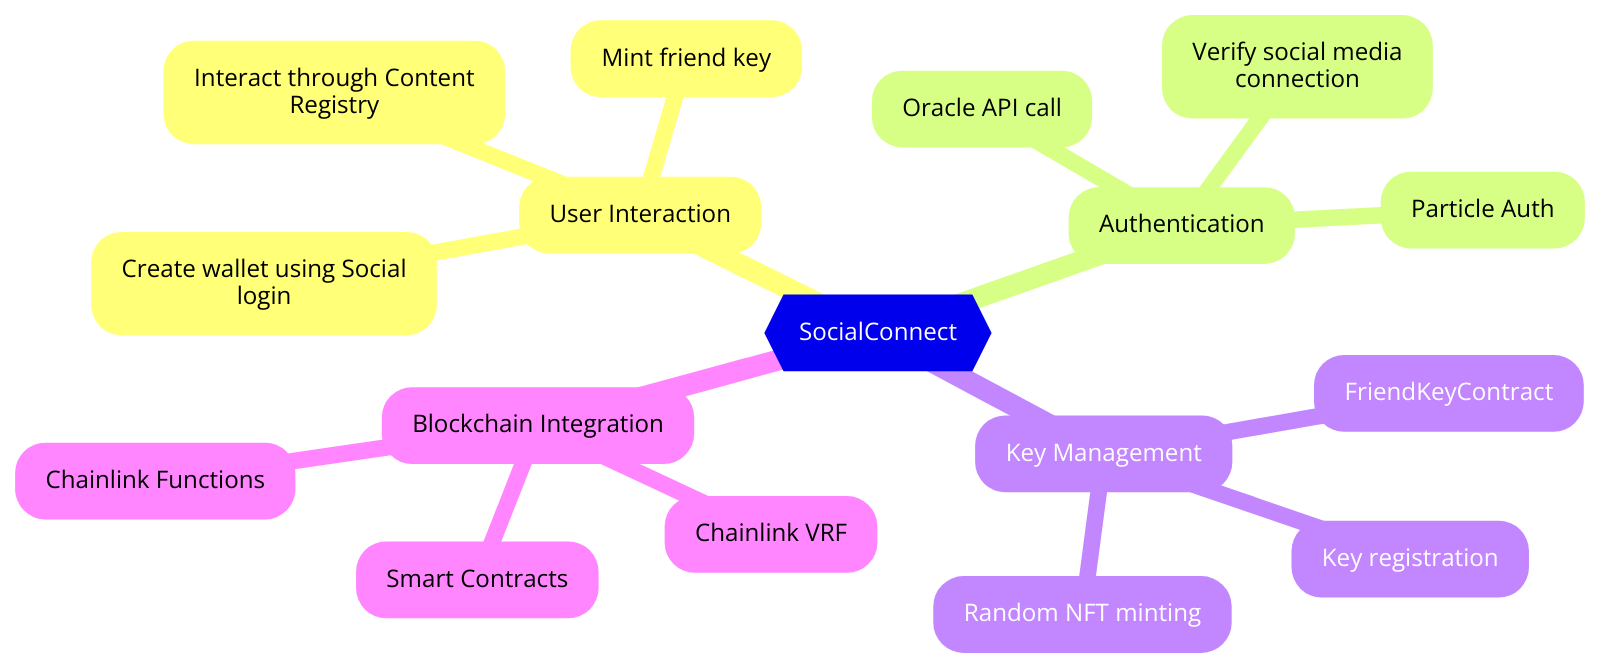 SocialConnect
User Interaction
Mint friend key
Interact through Content
Registry
Create wallet using Social
login
Authentication
Oracle API call
Verify social media
connection
Particle Auth
Blockchain Integration
Chainlink Functions
Smart Contracts
Chainlink VRF
Key Management
FriendKeyContract
Key registration
Random NFT minting